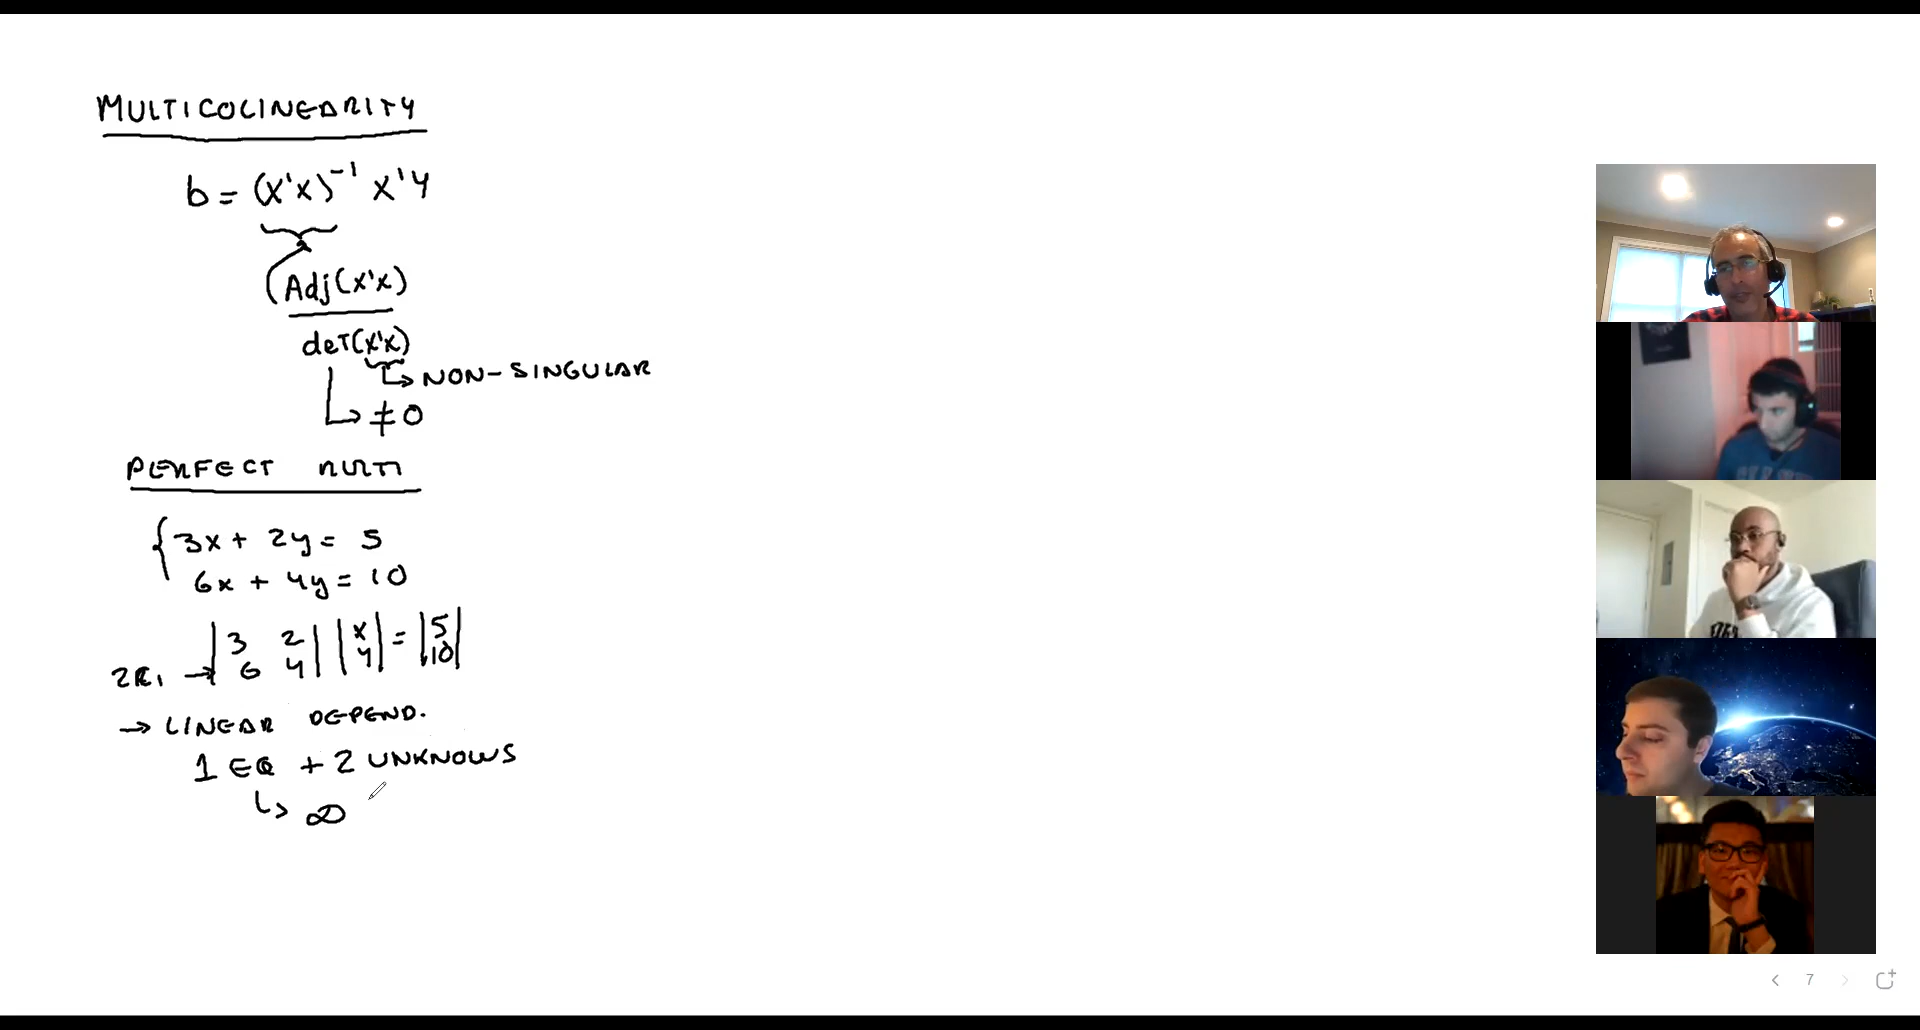 MULTICOLINEARITY
b = (x'x)⁻¹ x'y
Adj(x'x)
deT(x'x)
↳ NON-SINGULAR
↳ ≠ 0
PERFECT MULTI
{ 3x + 2y = 5
6x + 4y = 10
| 3 2 | | x | = | 5 |
2R1 → | 6 4 | | y | | 10 |
→ LINEAR DEPEND.
1 EQ + 2 UNKNOWS
↳ ∞
7